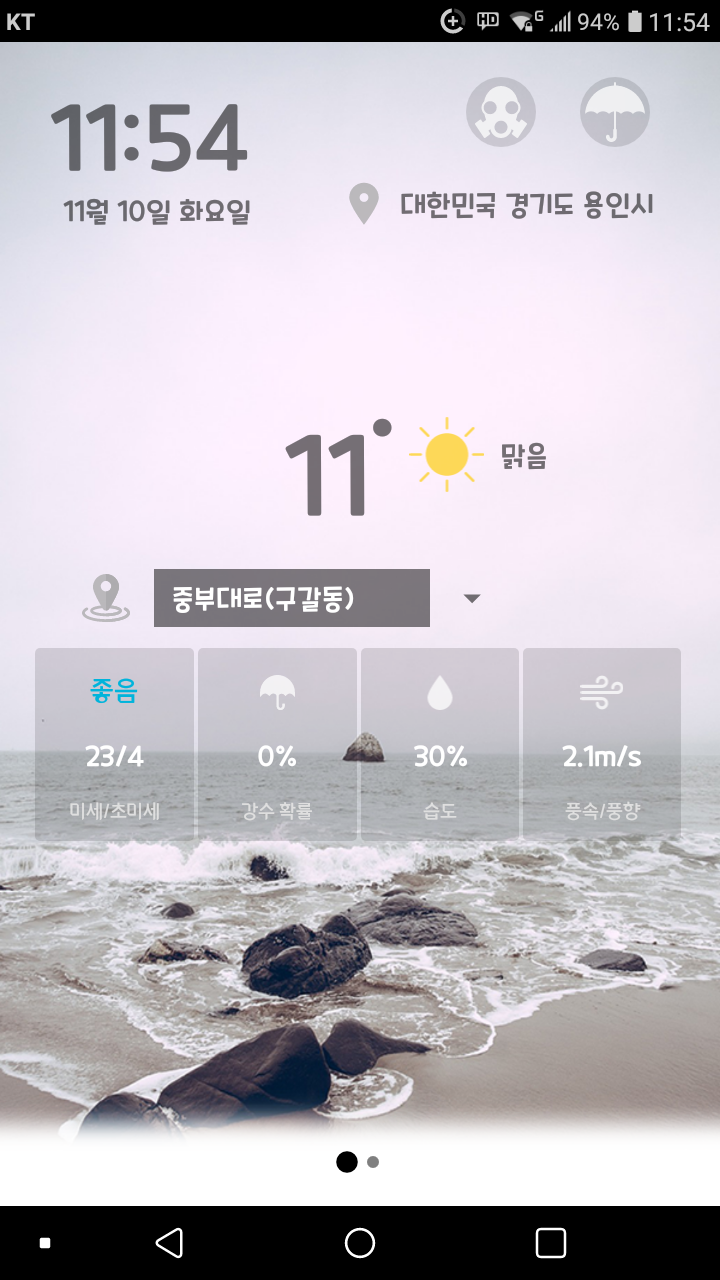 KT HD G 94% 11:54
11:54
11월 10일 화요일
대한민국 경기도 용인시
11° 맑음
중부대로(구갈동)
좋음
23/4 0% 30% 2.1m/s
미세/초미세 강수 확률 습도 풍속/풍향